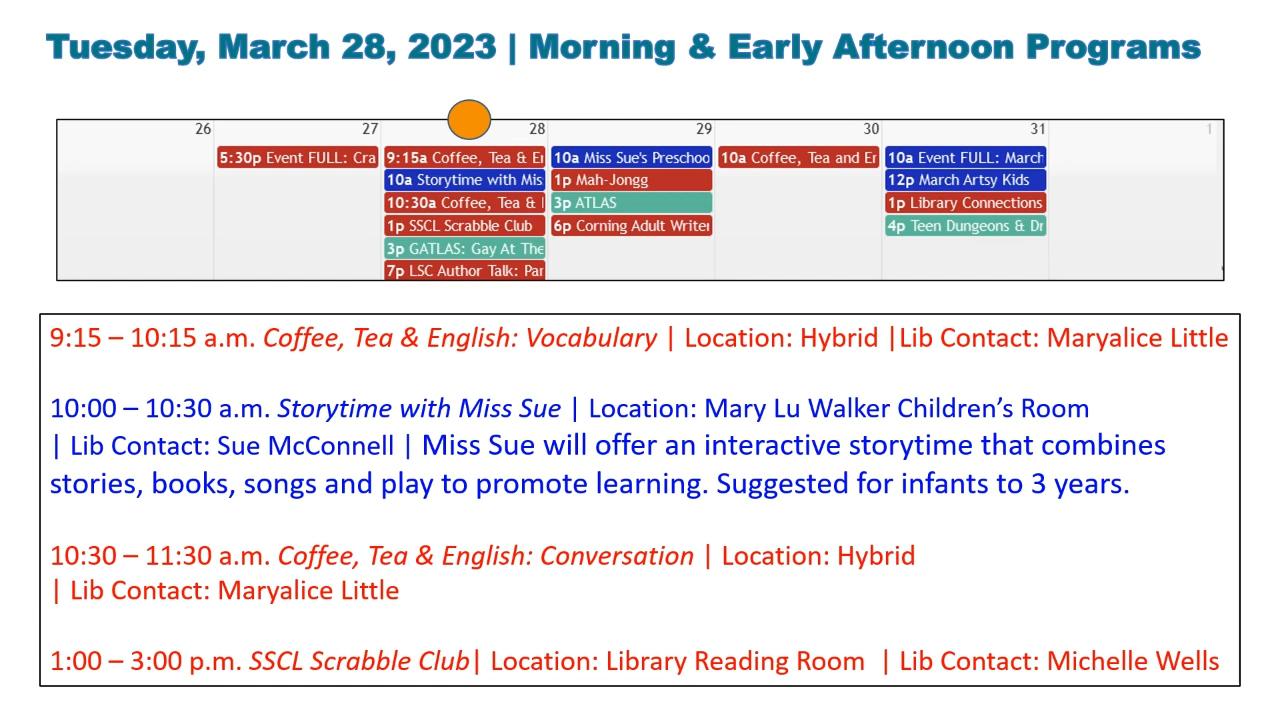 Tuesday, March 28, 2023 | Morning & Early Afternoon Programs
26 27 28 29 30 31 1
5:30p Event FULL: Cra 9:15a Coffee, Tea & E 10a Miss Sue's Preschoo 10a Coffee, Tea and Er 10a Event FULL: March
10a Storytime with Mis 1p Mah-Jongg 12p March Artsy Kids
10:30a Coffee, Tea & 3p ATLAS 1p Library Connections
1p SSCL Scrabble Club 6p Corning Adult Writer 4p Teen Dungeons & Dr
3p GATLAS: Gay At The
7p LSC Author Talk: Par
9:15 – 10:15 a.m. Coffee, Tea & English: Vocabulary | Location: Hybrid |Lib Contact: Maryalice Little
10:00 – 10:30 a.m. Storytime with Miss Sue | Location: Mary Lu Walker Children’s Room
| Lib Contact: Sue McConnell | Miss Sue will offer an interactive storytime that combines
stories, books, songs and play to promote learning. Suggested for infants to 3 years.
10:30 – 11:30 a.m. Coffee, Tea & English: Conversation | Location: Hybrid
| Lib Contact: Maryalice Little
1:00 – 3:00 p.m. SSCL Scrabble Club| Location: Library Reading Room | Lib Contact: Michelle Wells